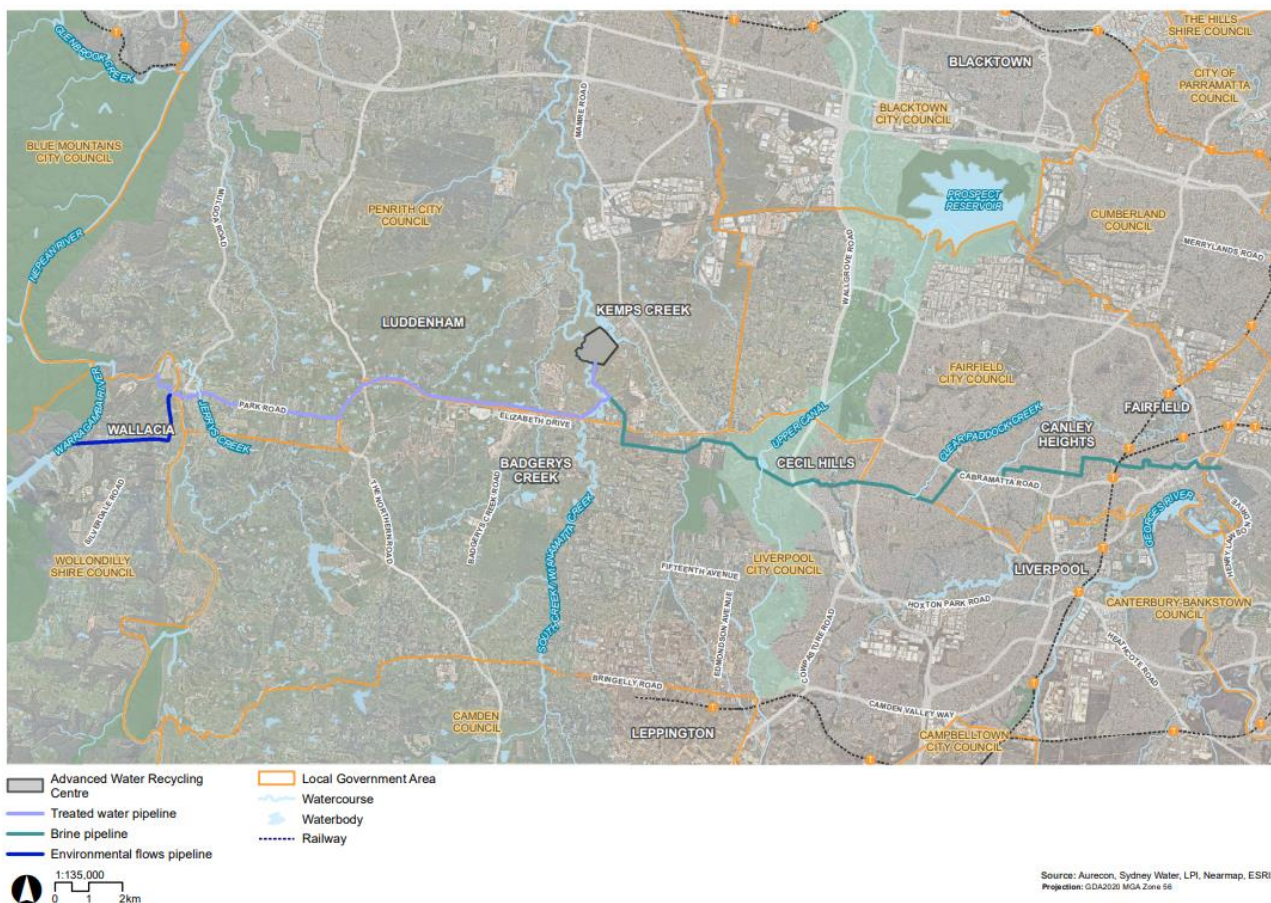 GLENBROOK CREEK
THE HILLS
SHIRE COUNCIL
BLACKTOWN
CITY OF
PARRAMATTA
COUNCIL
MAMRE ROAD
BLACKTOWN
CITY COUNCIL
BLUE MOUNTAINS
CITY COUNCIL
MULGOA ROAD
PENRITH CITY
COUNCIL
PROSPECT
RESERVOIR
CUMBERLAND
COUNCIL
NEPEAN RIVER
WALLGROVE ROAD
MERRYLANDS ROAD
KEMPS CREEK
LUDDENHAM
FAIRFIELD
CITY COUNCIL
WARRAGAMBA RIVER
PARK ROAD
FAIRFIELD
WALLACIA
JERRYS CREEK
ELIZABETH DRIVE
UPPER CANAL
CLEAR PADDOCK CREEK
CANLEY
HEIGHTS
BADGERYS
CREEK
CECIL HILLS
CABRAMATTA ROAD
SILVERDALE ROAD
THE NORTHERN ROAD
BADGERYS CREEK ROAD
GEORGES RIVER
HENRY LAWSON DRIVE
WOLLONDILLY
SHIRE COUNCIL
SOUTH CREEK / WIANAMATTA CREEK
FIFTEENTH AVENUE
LIVERPOOL
CITY COUNCIL
LIVERPOOL
EDMONDSON AVENUE
HOXTON PARK ROAD
CANTERBURY-BANKSTOWN
COUNCIL
COWPASTURE ROAD
HEATHCOTE ROAD
BRINGELLY ROAD
CAMDEN
COUNCIL
LEPPINGTON
CAMDEN VALLEY WAY
CAMPBELLTOWN
CITY COUNCIL
Advanced Water Recycling
Centre
Treated water pipeline
Brine pipeline
Environmental flows pipeline
Local Government Area
Watercourse
Waterbody
Railway
1:135,000
0 1 2km
Source: Aurecon, Sydney Water, LPI, Nearmap, ESRI
Projection: GDA2020 MGA Zone 56